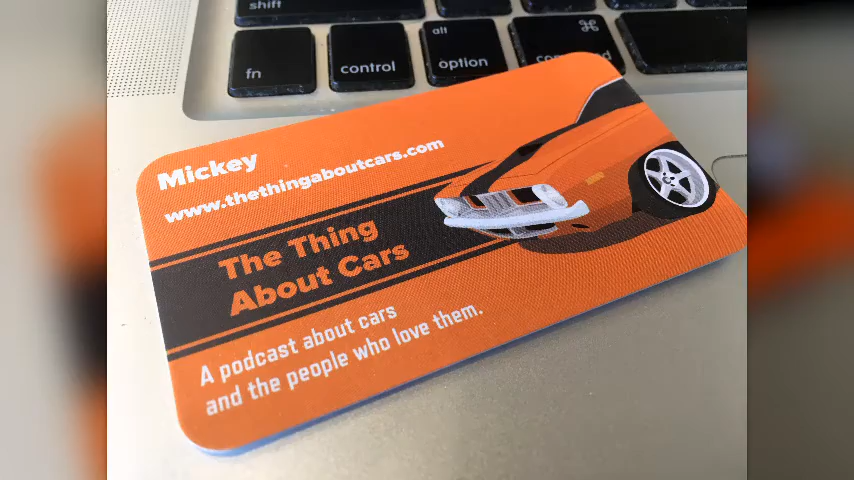 shift
fn
control
alt
option
⌘
Mickey
www.thethingaboutcars.com
The Thing
About Cars
A podcast about cars
and the people who love them.